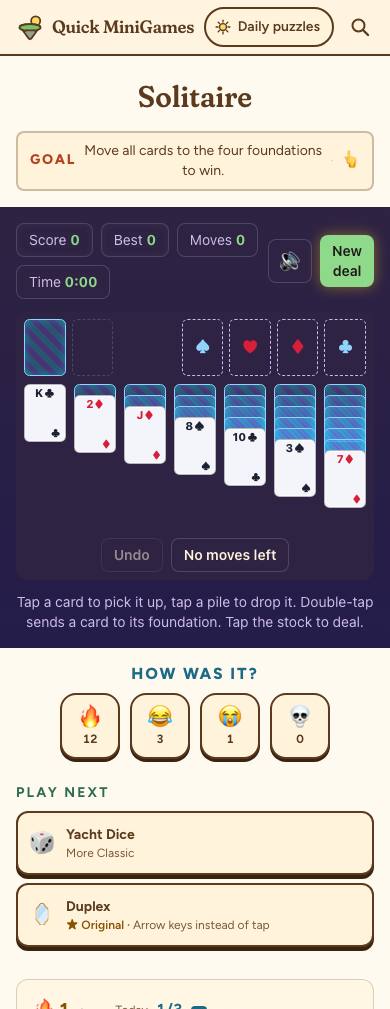 Quick MiniGames
Daily puzzles
Solitaire
GOAL
Move all cards to the four foundations
to win.
Score 0
Best 0
Moves 0
Time 0:00
New
deal
K♣
2♦
J♦
8♠
10♣
3♠
7♦
Undo
No moves left
Tap a card to pick it up, tap a pile to drop it. Double-tap
sends a card to its foundation. Tap the stock to deal.
HOW WAS IT?
12
3
1
0
PLAY NEXT
Yacht Dice
More Classic
Duplex
★ Original · Arrow keys instead of tap